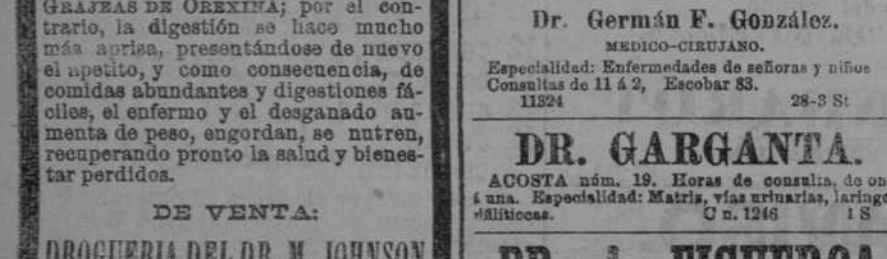 GRAJEAS DE OREXINA; por el con-
trario, la digestión se hace mucho
más aprisa, presentándose de nuevo
el apetito, y como consecuencia, de
comidas abundantes y digestiones fá-
ciles, el enfermo y el desganado au-
menta de peso, engordan, se nutren,
recuperando pronto la salud y bienes-
tar perdidos.
DE VENTA:
DROGUERIA DEL DR. M. JOHNSON
Dr. Germán F. González.
MEDICO-CIRUJANO.
Especialidad: Enfermedades de señoras y niños
Consultas de 11 á 2, Escobar 83.
11324 28-3 St
DR. GARGANTA.
ACOSTA núm. 19. Horas de consulta, de on
á una. Especialidad: Matriz, vías urinarias, laringe
sifilíticas. C n. 1246 1 S
DR. FIGUEROA